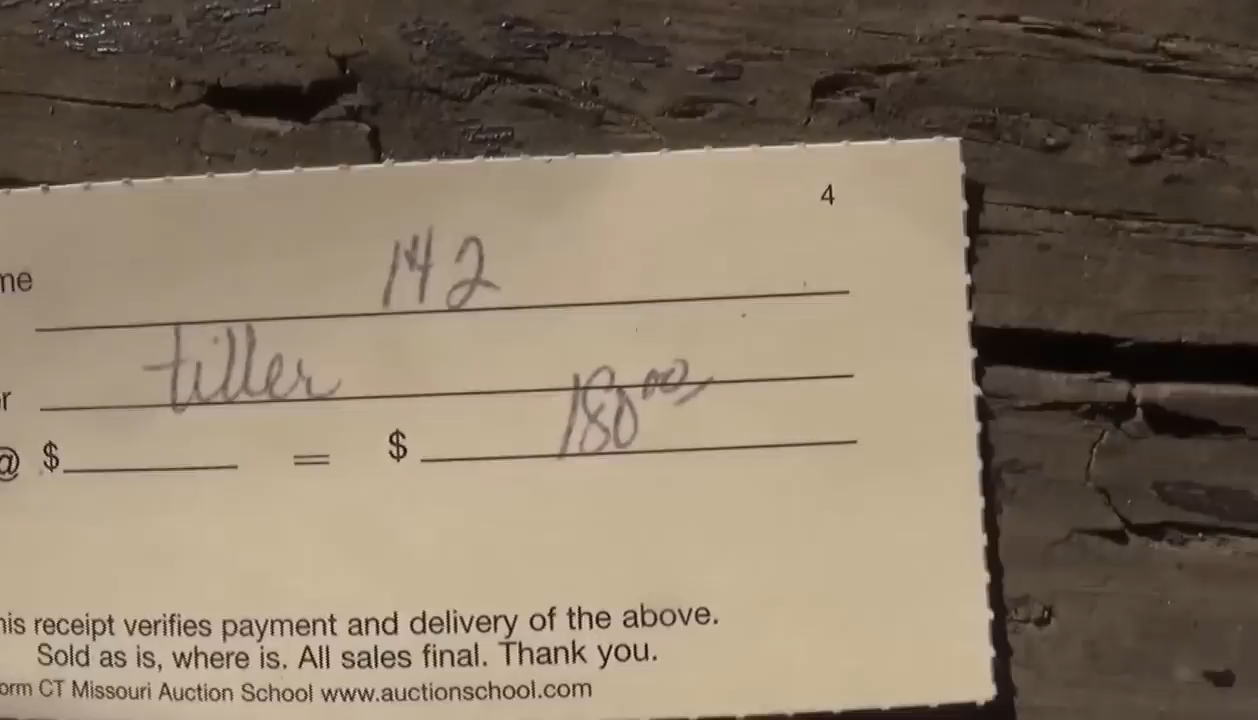 4
me 142
r tiller
@ $ = $ 180.00
his receipt verifies payment and delivery of the above.
Sold as is, where is. All sales final. Thank you.
orm CT Missouri Auction School www.auctionschool.com